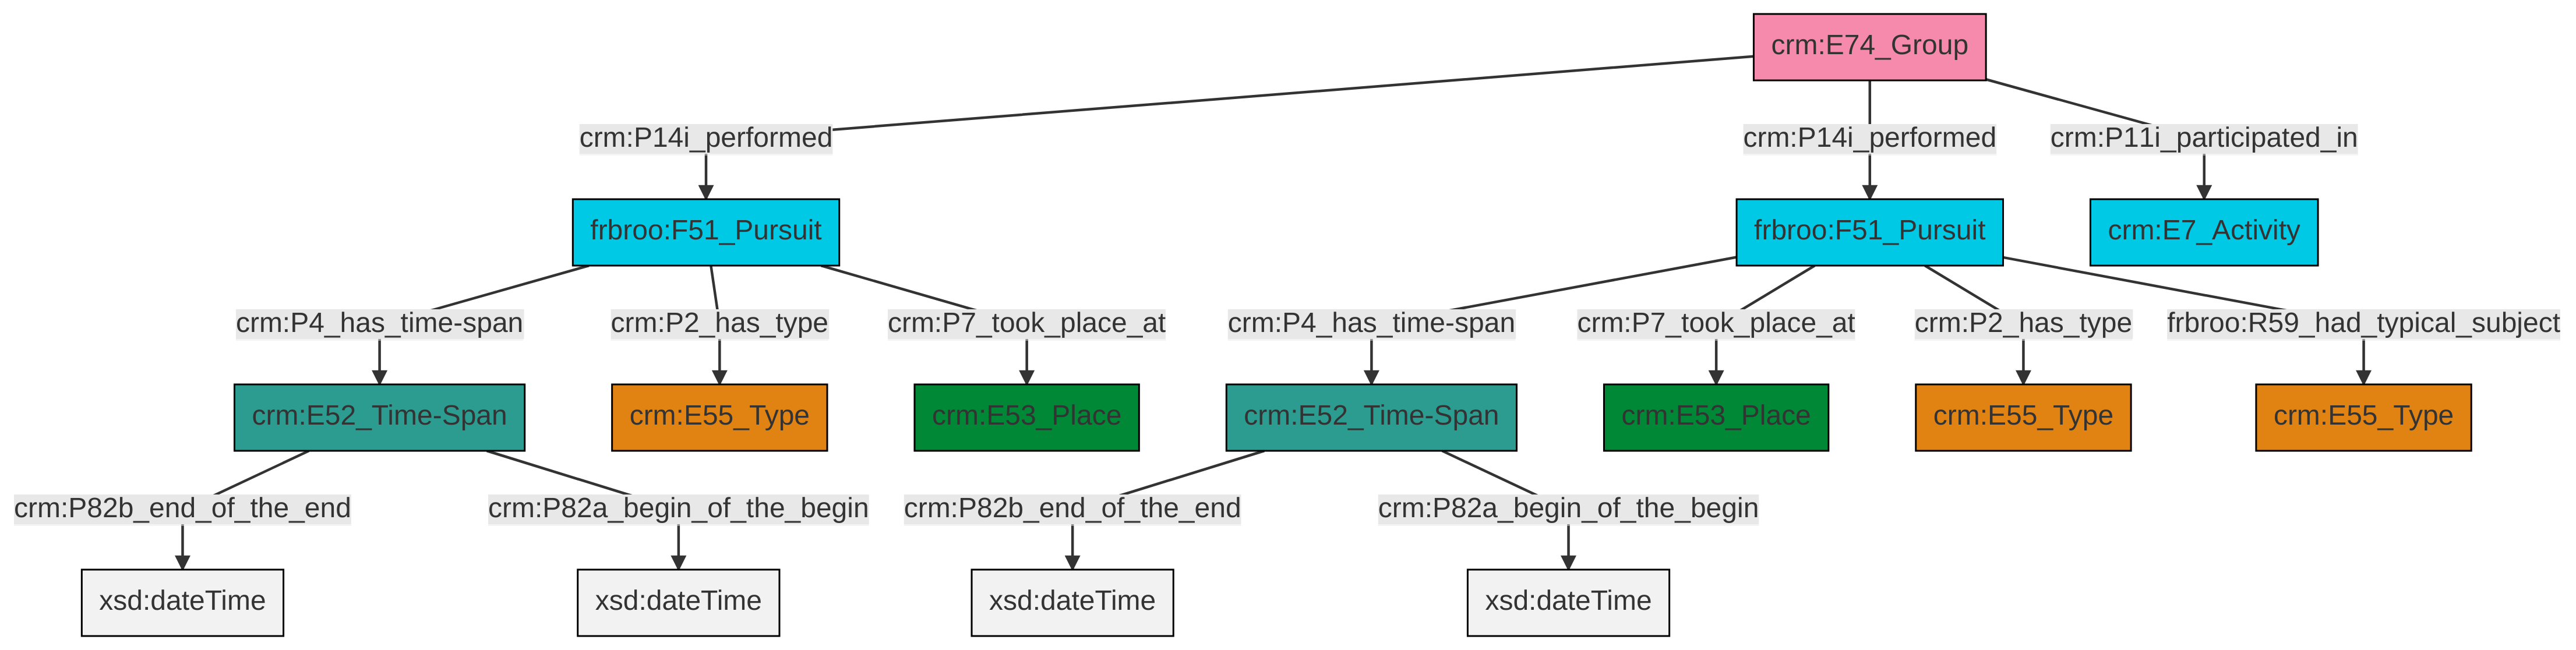 crm:E74_Group
crm:P14i_performed
crm:P14i_performed
crm:P11i_participated_in
frbroo:F51_Pursuit
frbroo:F51_Pursuit
crm:E7_Activity
crm:P4_has_time-span
crm:P2_has_type
crm:P7_took_place_at
crm:P4_has_time-span
crm:P7_took_place_at
crm:P2_has_type
frbroo:R59_had_typical_subject
crm:E52_Time-Span
crm:E55_Type
crm:E53_Place
crm:E52_Time-Span
crm:E53_Place
crm:E55_Type
crm:E55_Type
crm:P82b_end_of_the_end
crm:P82a_begin_of_the_begin
crm:P82b_end_of_the_end
crm:P82a_begin_of_the_begin
xsd:dateTime
xsd:dateTime
xsd:dateTime
xsd:dateTime